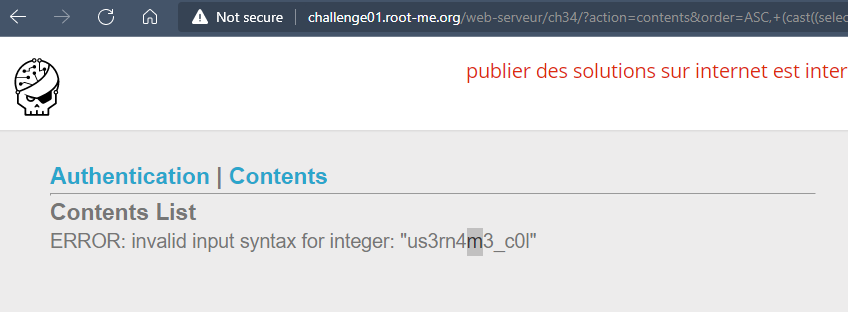 Not secure | challenge01.root-me.org/web-serveur/ch34/?action=contents&order=ASC,+(cast((selec
publier des solutions sur internet est inter
Authentication | Contents
Contents List
ERROR: invalid input syntax for integer: "us3rn4m3_c0l"